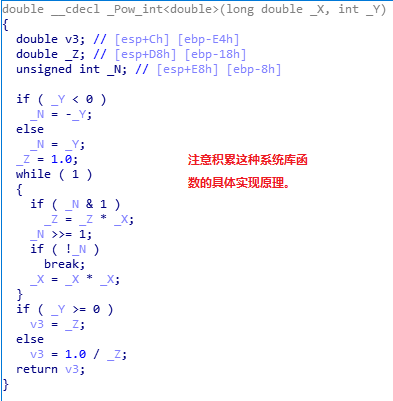 double __cdecl _Pow_int<double>(long double _X, int _Y)
{
  double v3; // [esp+Ch] [ebp-E4h]
  double _Z; // [esp+D8h] [ebp-18h]
  unsigned int _N; // [esp+E8h] [ebp-8h]

  if ( _Y < 0 )
    _N = -_Y;
  else
    _N = _Y;
  _Z = 1.0;
  while ( 1 )
  {
    if ( _N & 1 )
      _Z = _Z * _X;
    _N >>= 1;
    if ( !_N )
      break;
    _X = _X * _X;
  }
  if ( _Y >= 0 )
    v3 = _Z;
  else
    v3 = 1.0 / _Z;
  return v3;
}
注意积累这种系统库函
数的具体实现原理。